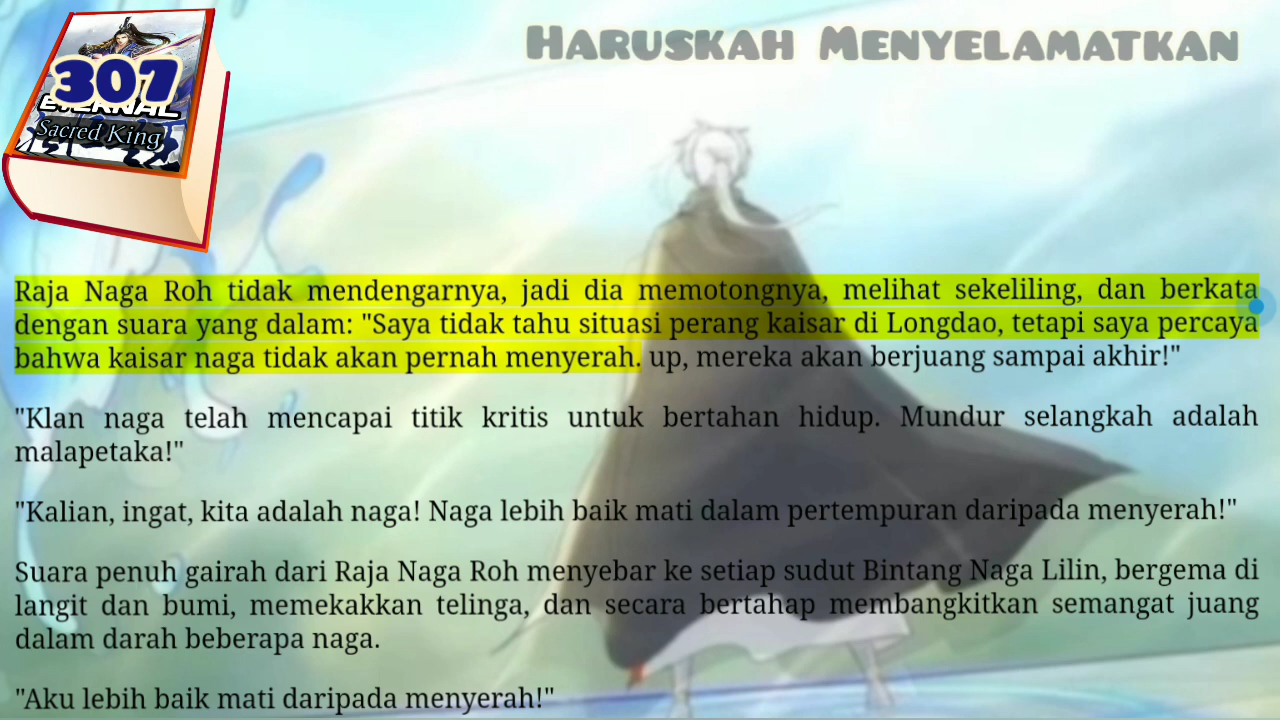 307
ETERNAL
Sacred King
HARUSKAH MENYELAMATKAN
Raja Naga Roh tidak mendengarnya, jadi dia memotongnya, melihat sekeliling, dan berkata
dengan suara yang dalam: "Saya tidak tahu situasi perang kaisar di Longdao, tetapi saya percaya
bahwa kaisar naga tidak akan pernah menyerah. up, mereka akan berjuang sampai akhir!"
"Klan naga telah mencapai titik kritis untuk bertahan hidup. Mundur selangkah adalah
malapetaka!"
"Kalian, ingat, kita adalah naga! Naga lebih baik mati dalam pertempuran daripada menyerah!"
Suara penuh gairah dari Raja Naga Roh menyebar ke setiap sudut Bintang Naga Lilin, bergema di
langit dan bumi, memekakkan telinga, dan secara bertahap membangkitkan semangat juang
dalam darah beberapa naga.
"Aku lebih baik mati daripada menyerah!"